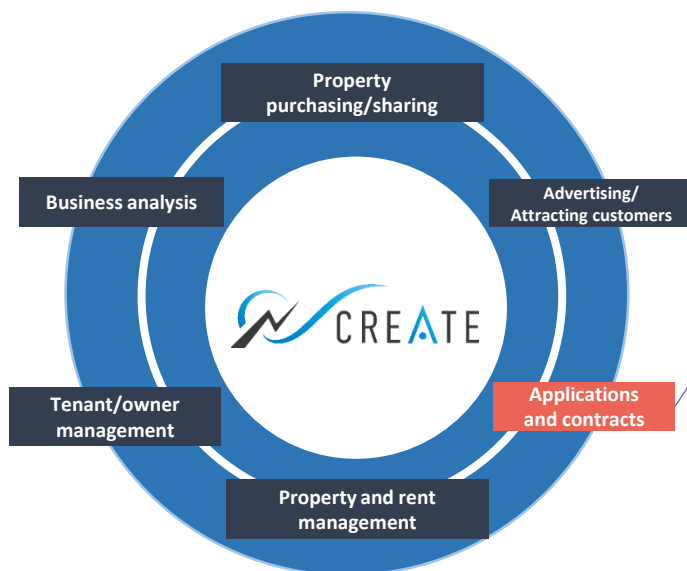 Property
purchasing/sharing
Business analysis
Advertising/
Attracting customers
CREATE
Tenant/owner
management
Applications
and contracts
Property and rent
management